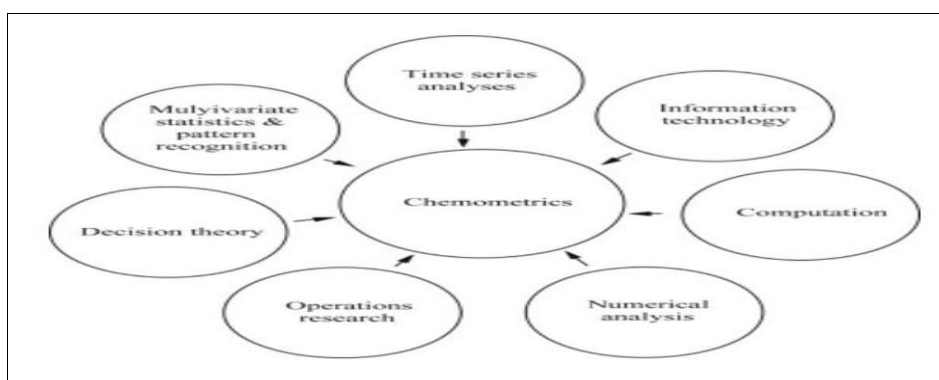 Time series
analyses
Mulyivariate
statistics &
pattern
recognition
Information
technology
Chemometrics
Decision theory
Computation
Operations
research
Numerical
analysis